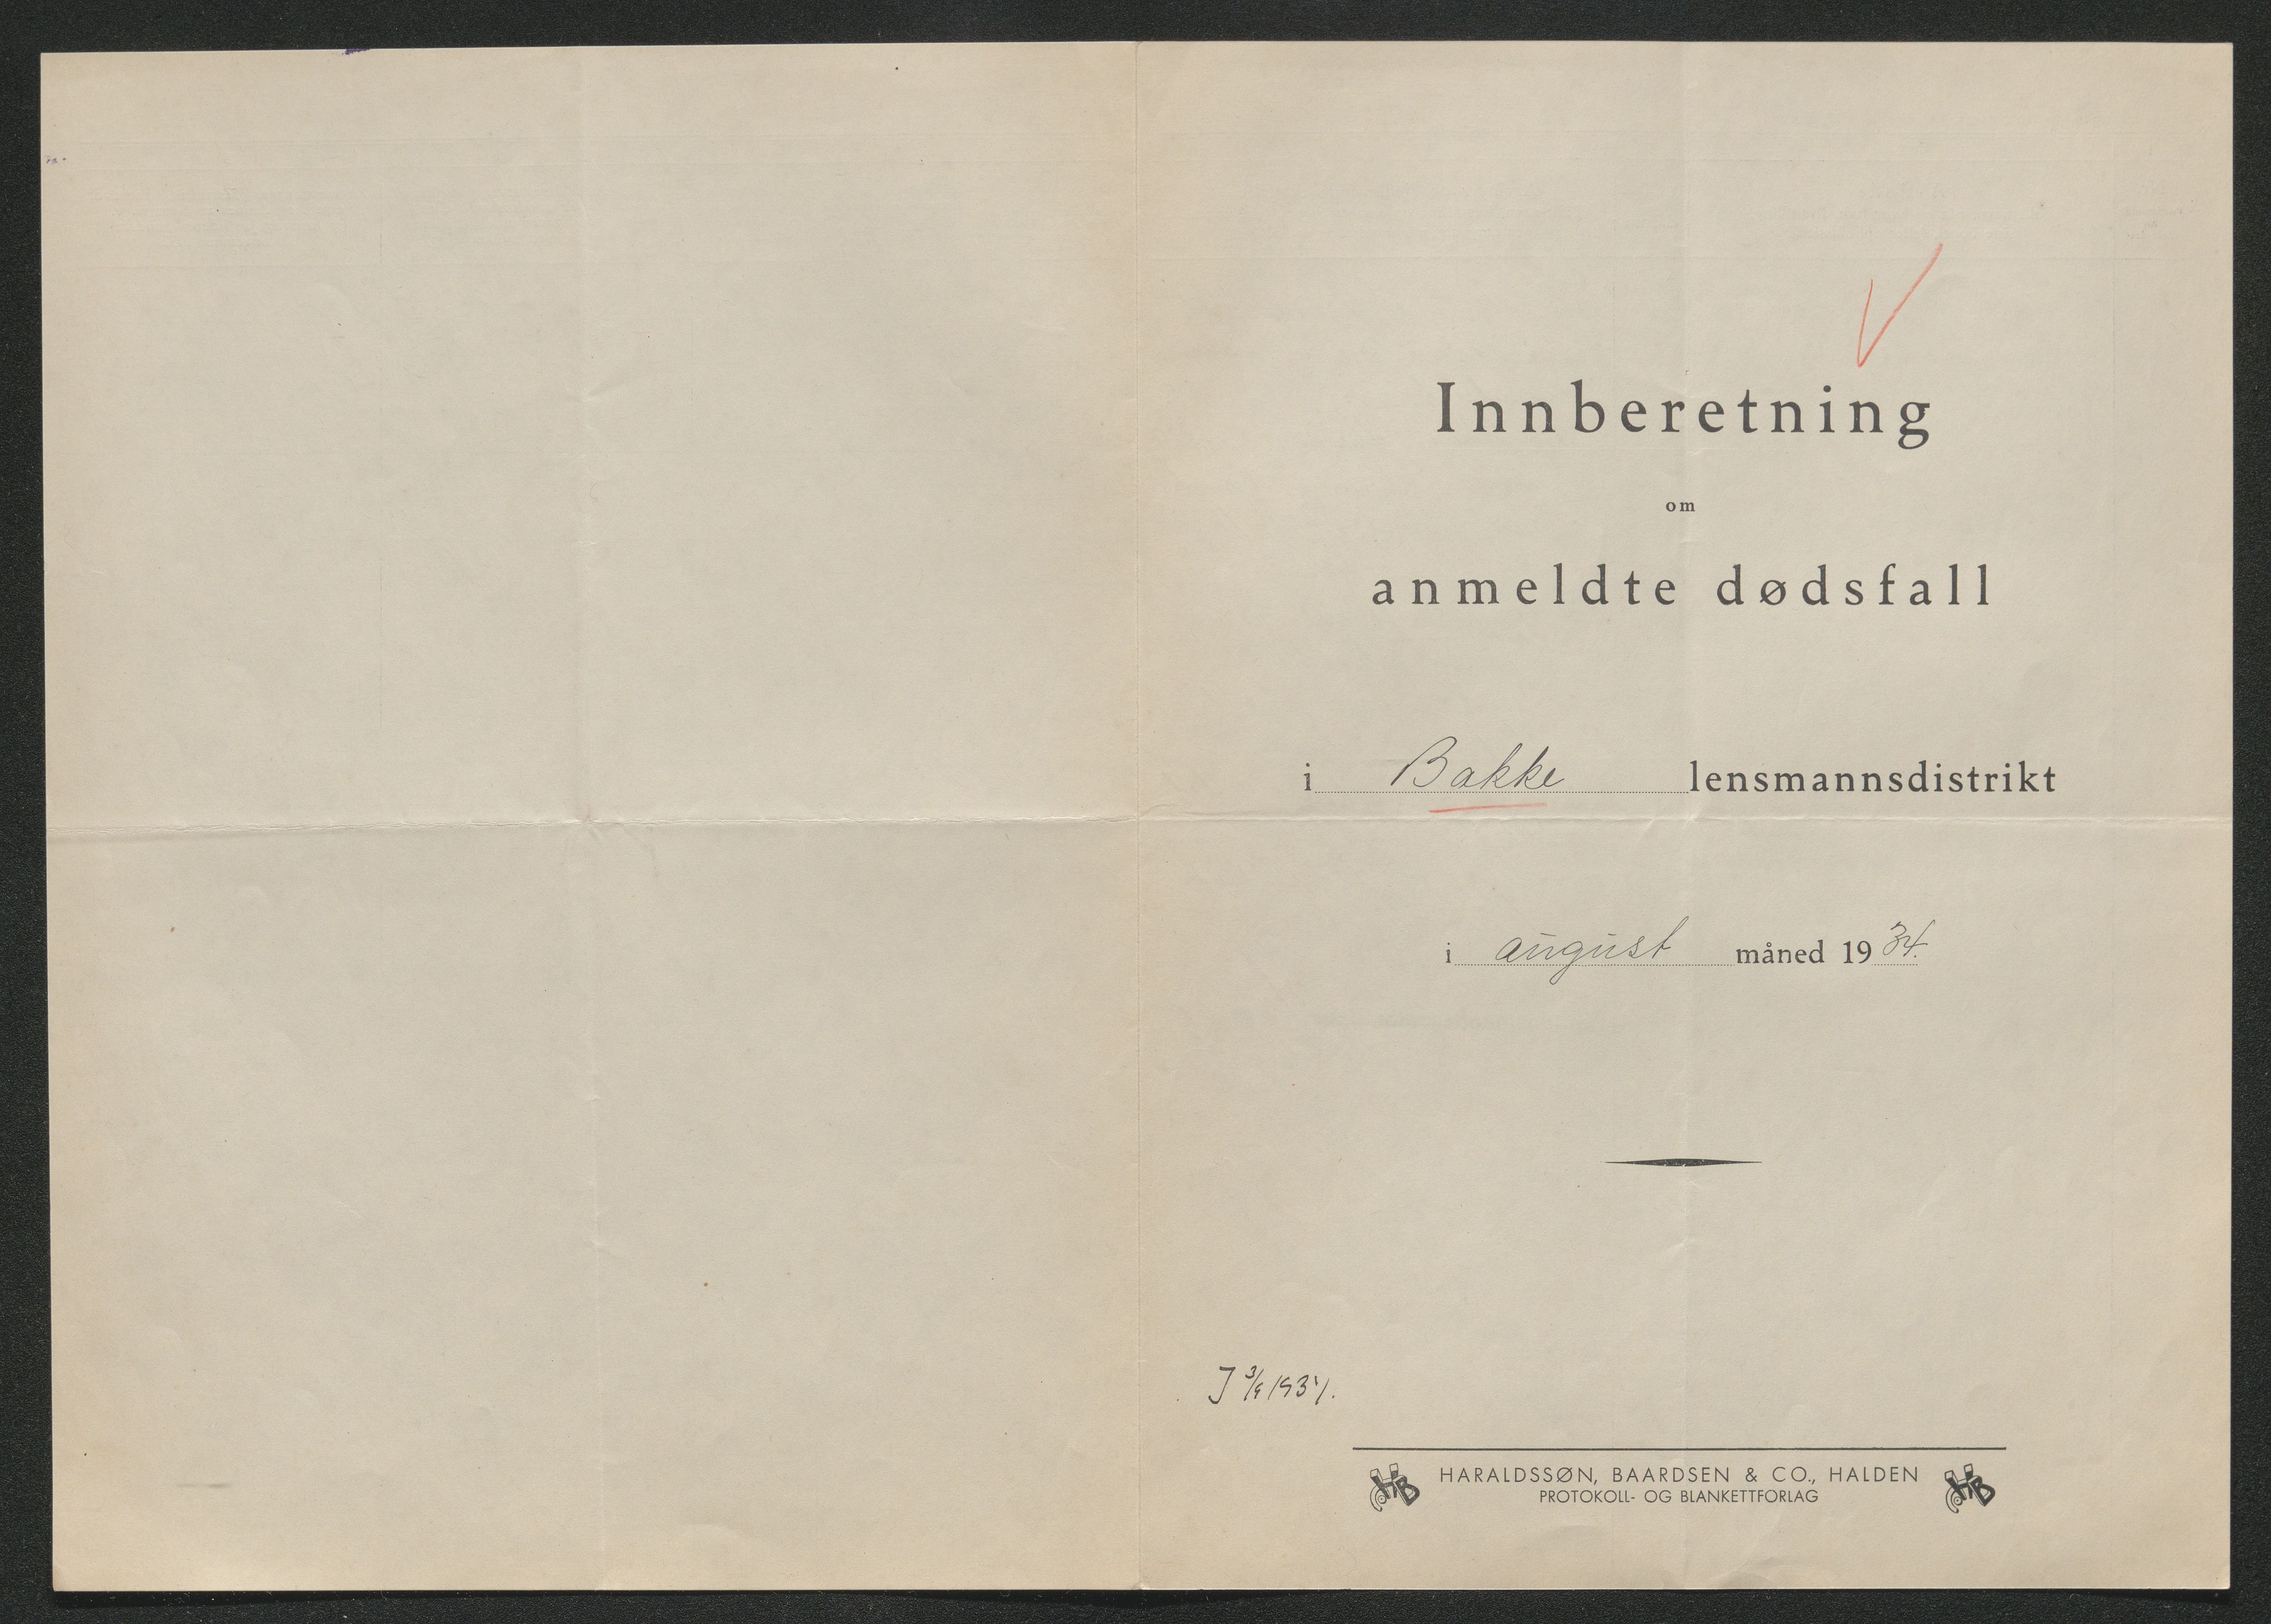 Innberetning
om
anmeldte dødsfall
i Bakke lensmannsdistrikt
i august måned 1934.
J 3/9 1934.
HARALDSSØN, BAARDSEN & CO., HALDEN
PROTOKOLL- OG BLANKETTFORLAG